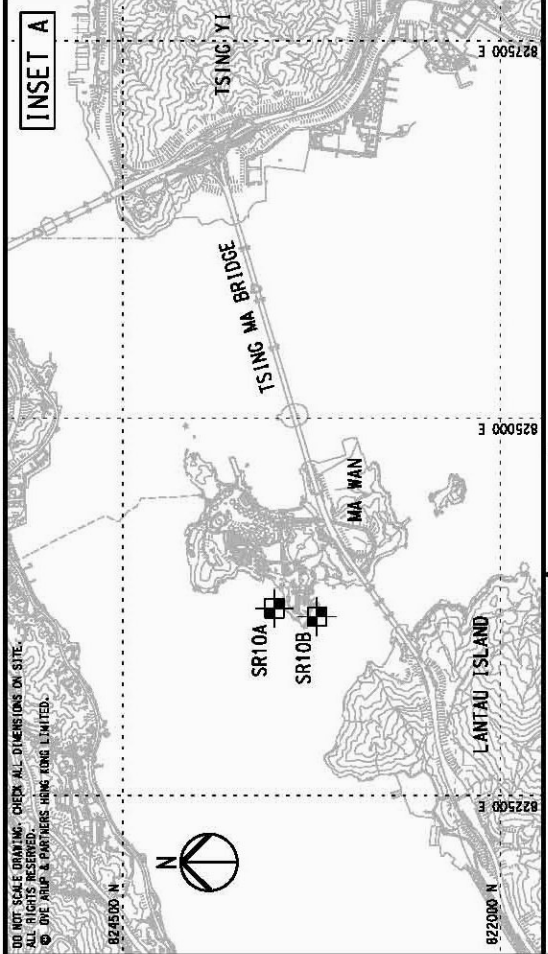 DO NOT SCALE DRAWING. CHECK ALL DIMENSIONS ON SITE.
ALL RIGHTS RESERVED.
© OVE ARUP & PARTNERS HONG KONG LIMITED.
INSET A
824500 N
N
TSING YI
TSING MA BRIDGE
SR10A
SR10B
MA WAN
LANTAU ISLAND
822000 N
822500 E
825000 E
827500 E